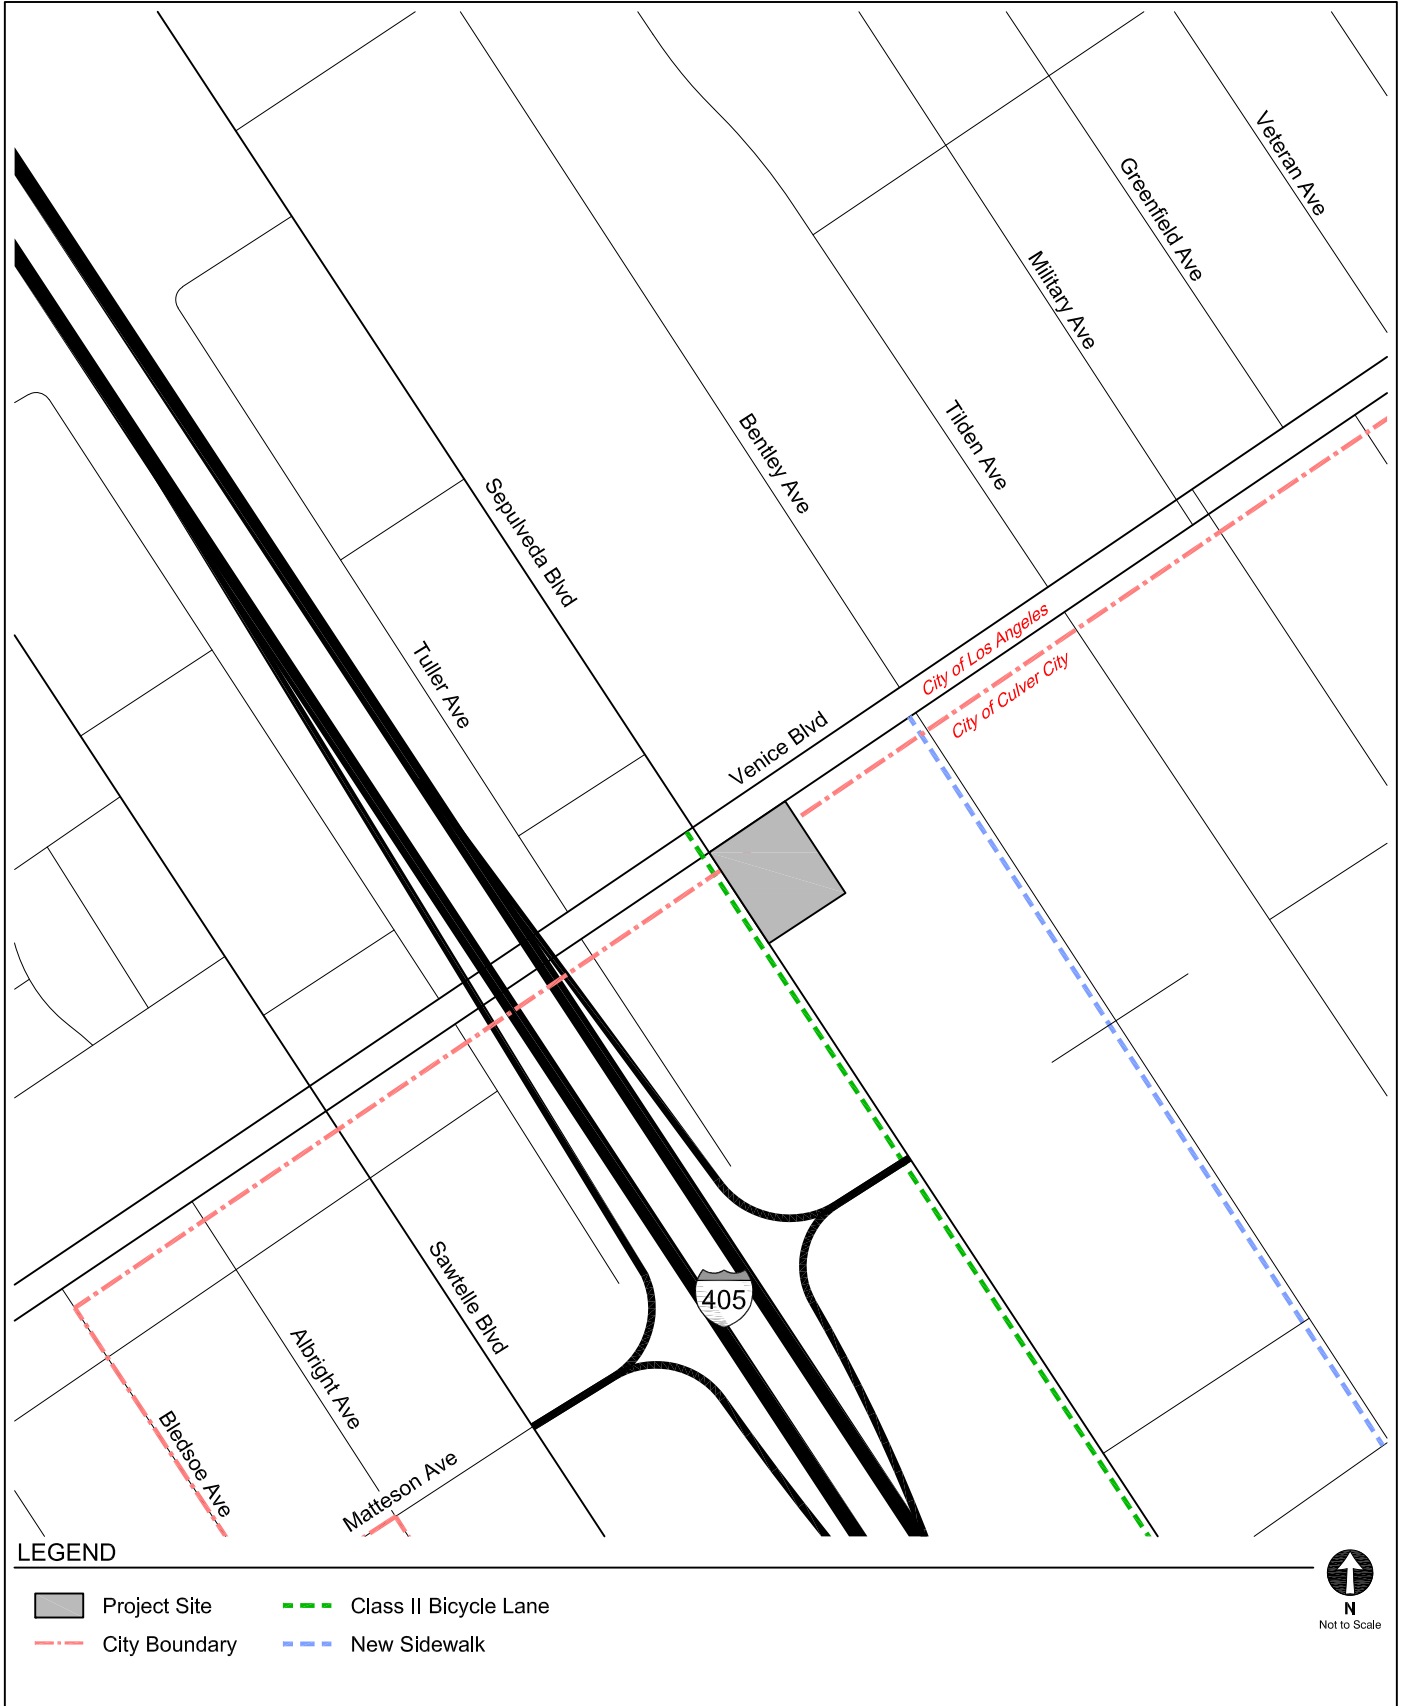 Veteran Ave
Greenfield Ave
Military Ave
Tilden Ave
Bentley Ave
Sepulveda Blvd
Tuller Ave
City of Los Angeles
City of Culver City
Venice Blvd
Sawtelle Blvd
405
Albright Ave
Bledsoe Ave
Matteson Ave
LEGEND
Project Site
Class II Bicycle Lane
City Boundary
New Sidewalk
N
Not to Scale